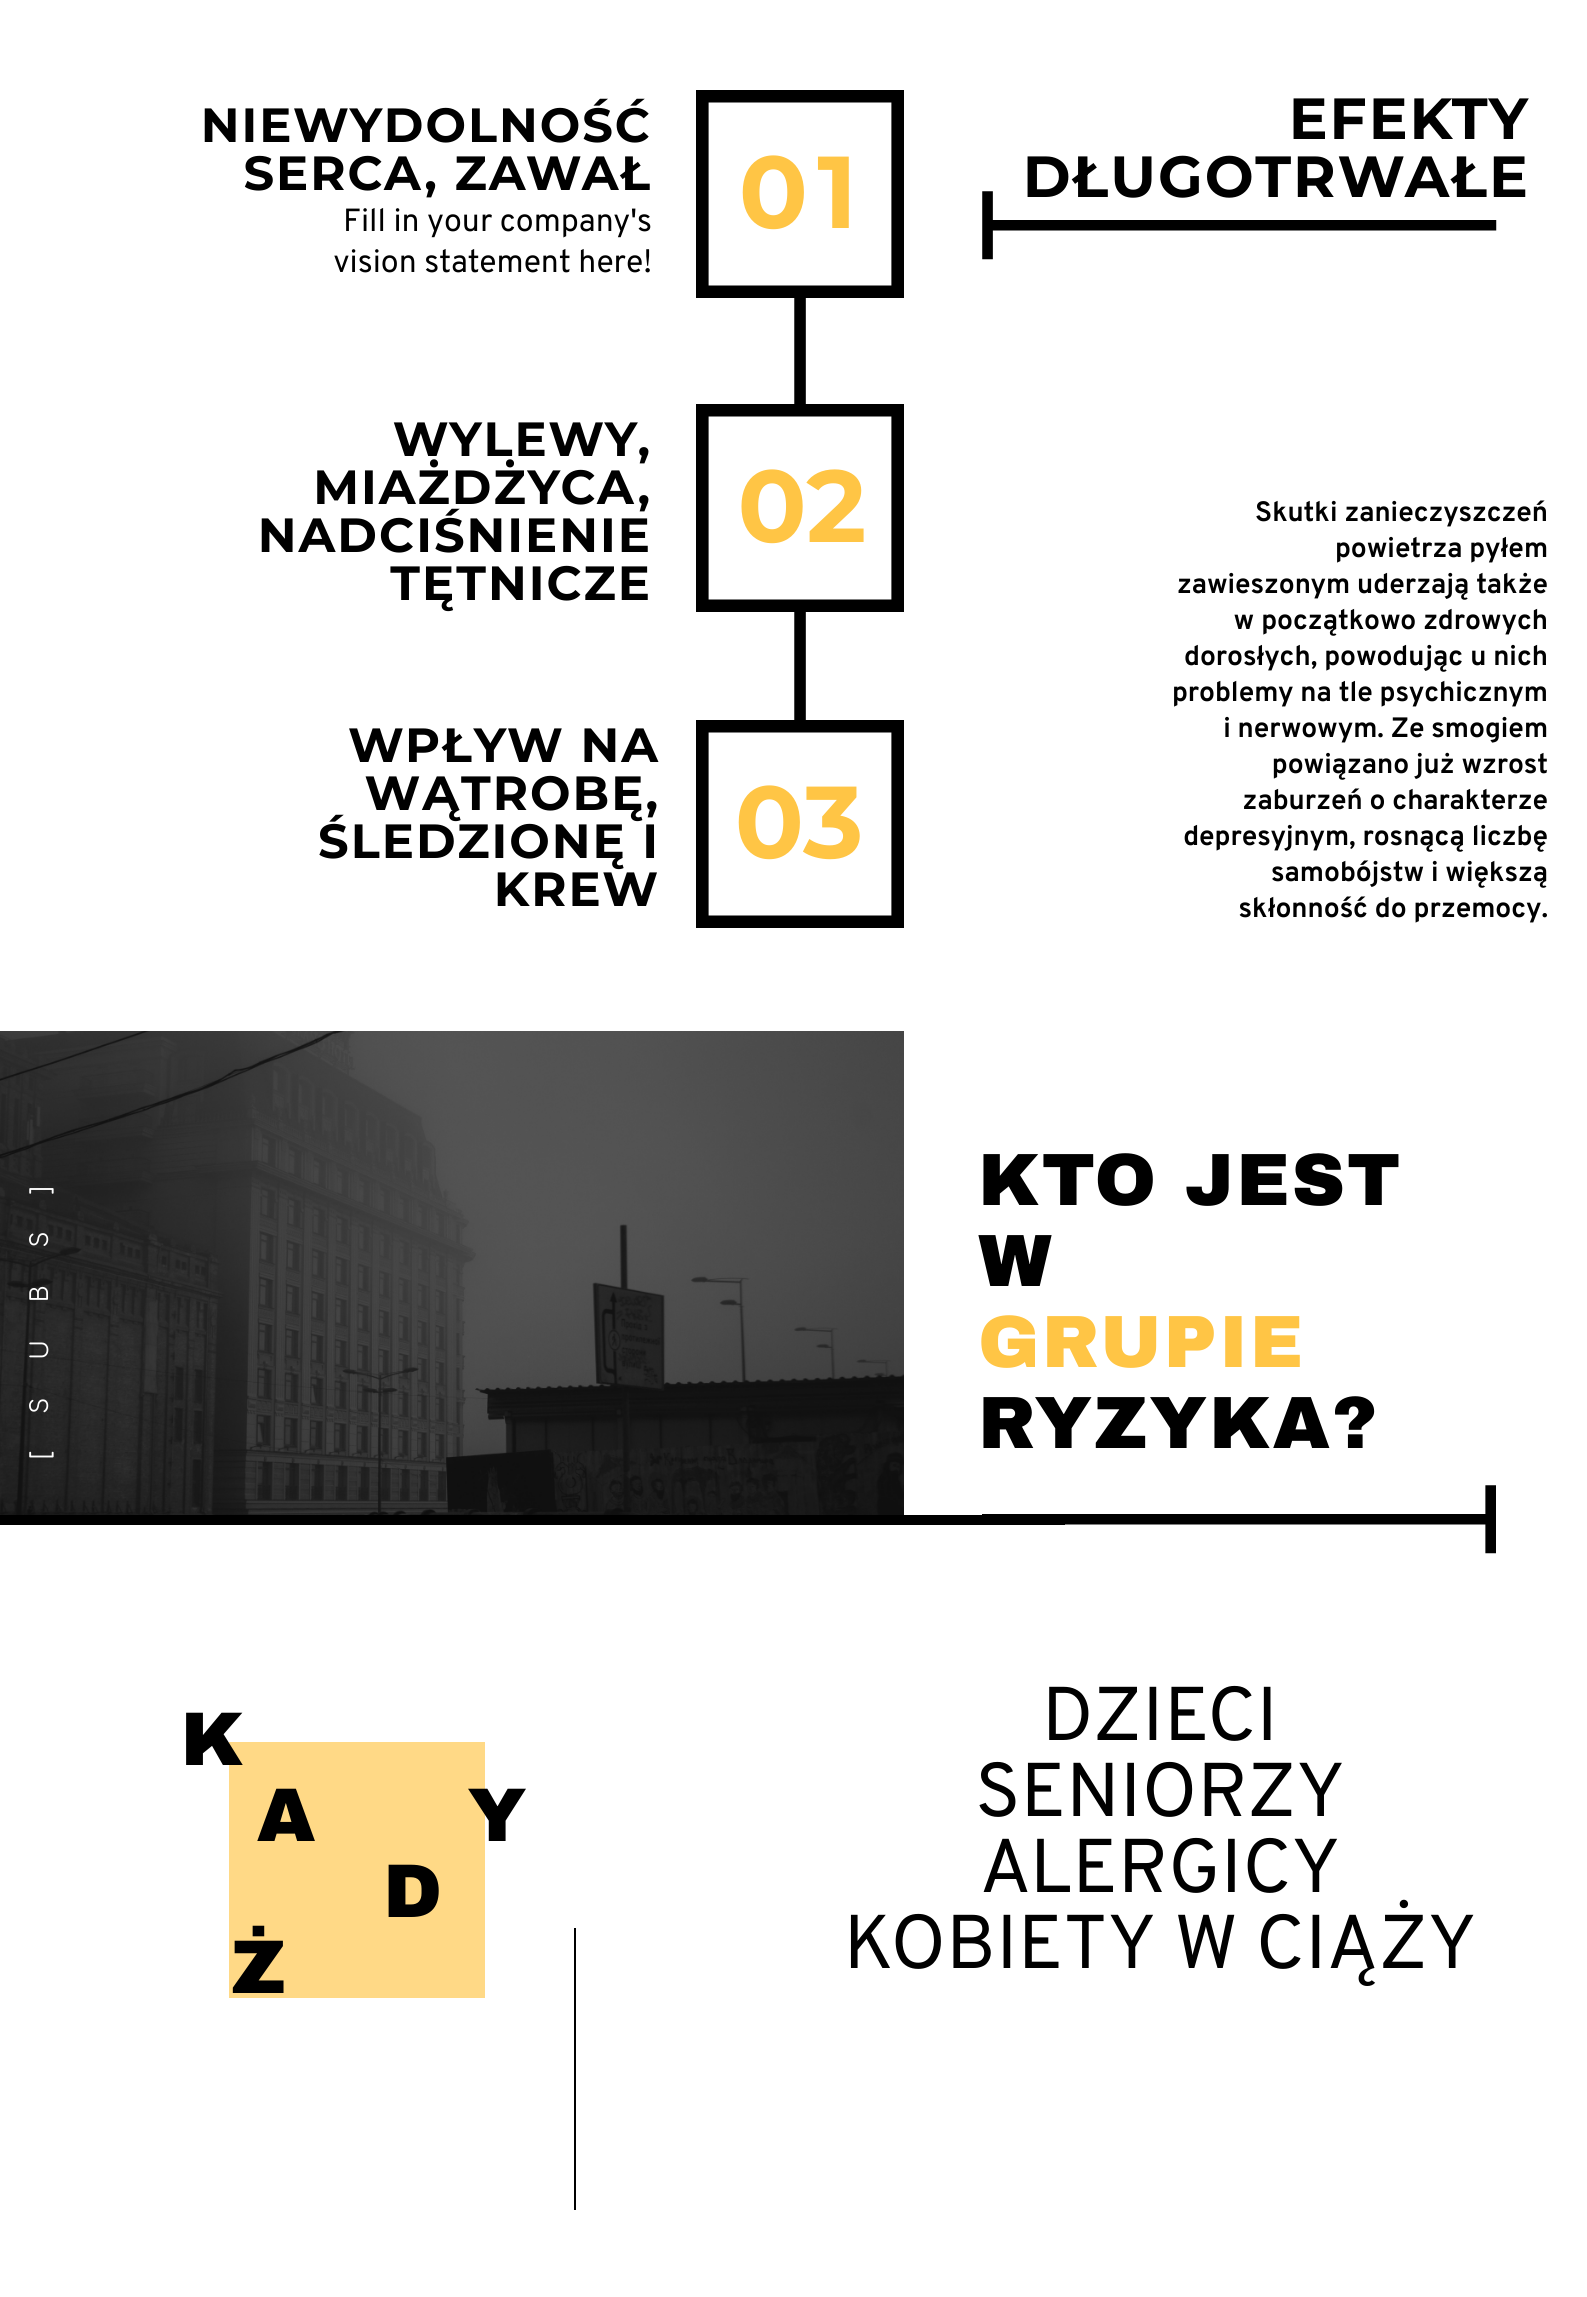 NIEWYDOLNOŚĆ
SERCA, ZAWAŁ
Fill in your company's
vision statement here!
01
EFEKTY
DŁUGOTRWAŁE
WYLEWY,
MIAŻDŻYCA,
NADCIŚNIENIE
TĘTNICZE
02
WPŁYW NA
WĄTROBĘ,
ŚLEDZIONĘ I
KREW
03
Skutki zanieczyszczeń
powietrza pyłem
zawieszonym uderzają także
w początkowo zdrowych
dorosłych, powodując u nich
problemy na tle psychicznym
i nerwowym. Ze smogiem
powiązano już wzrost
zaburzeń o charakterze
depresyjnym, rosnącą liczbę
samobójstw i większą
skłonność do przemocy.
[ S U B S ]
KTO JEST
W
GRUPIE
RYZYKA?
K
A Y
D
Ż
DZIECI
SENIORZY
ALERGICY
KOBIETY W CIĄŻY